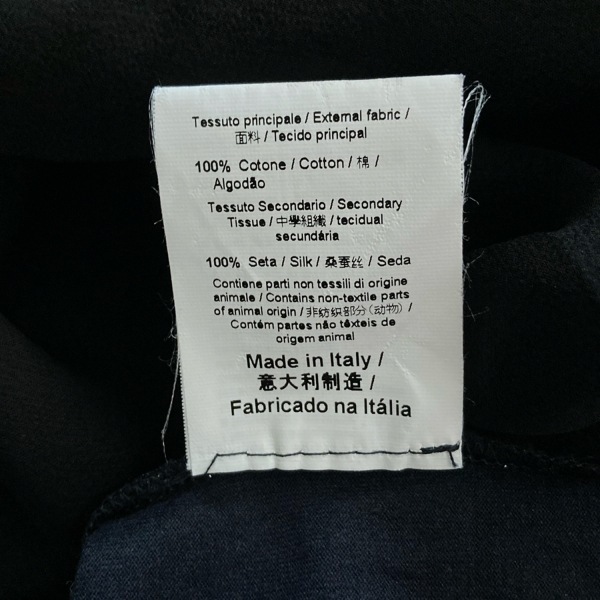 Tessuto principale / External fabric /
面料 / Tecido principal
100% Cotone / Cotton / 棉 /
Algodão
Tessuto Secondario / Secondary
Tissue / 中學組織 / tecidual
secundária
100% Seta / Silk / 桑蚕丝 / Seda
Contiene parti non tessili di origine
animale / Contains non-textile parts
of animal origin / 非纺织部分(动物) /
Contém partes não têxteis de
origem animal
Made in Italy /
意大利制造 /
Fabricado na Itália